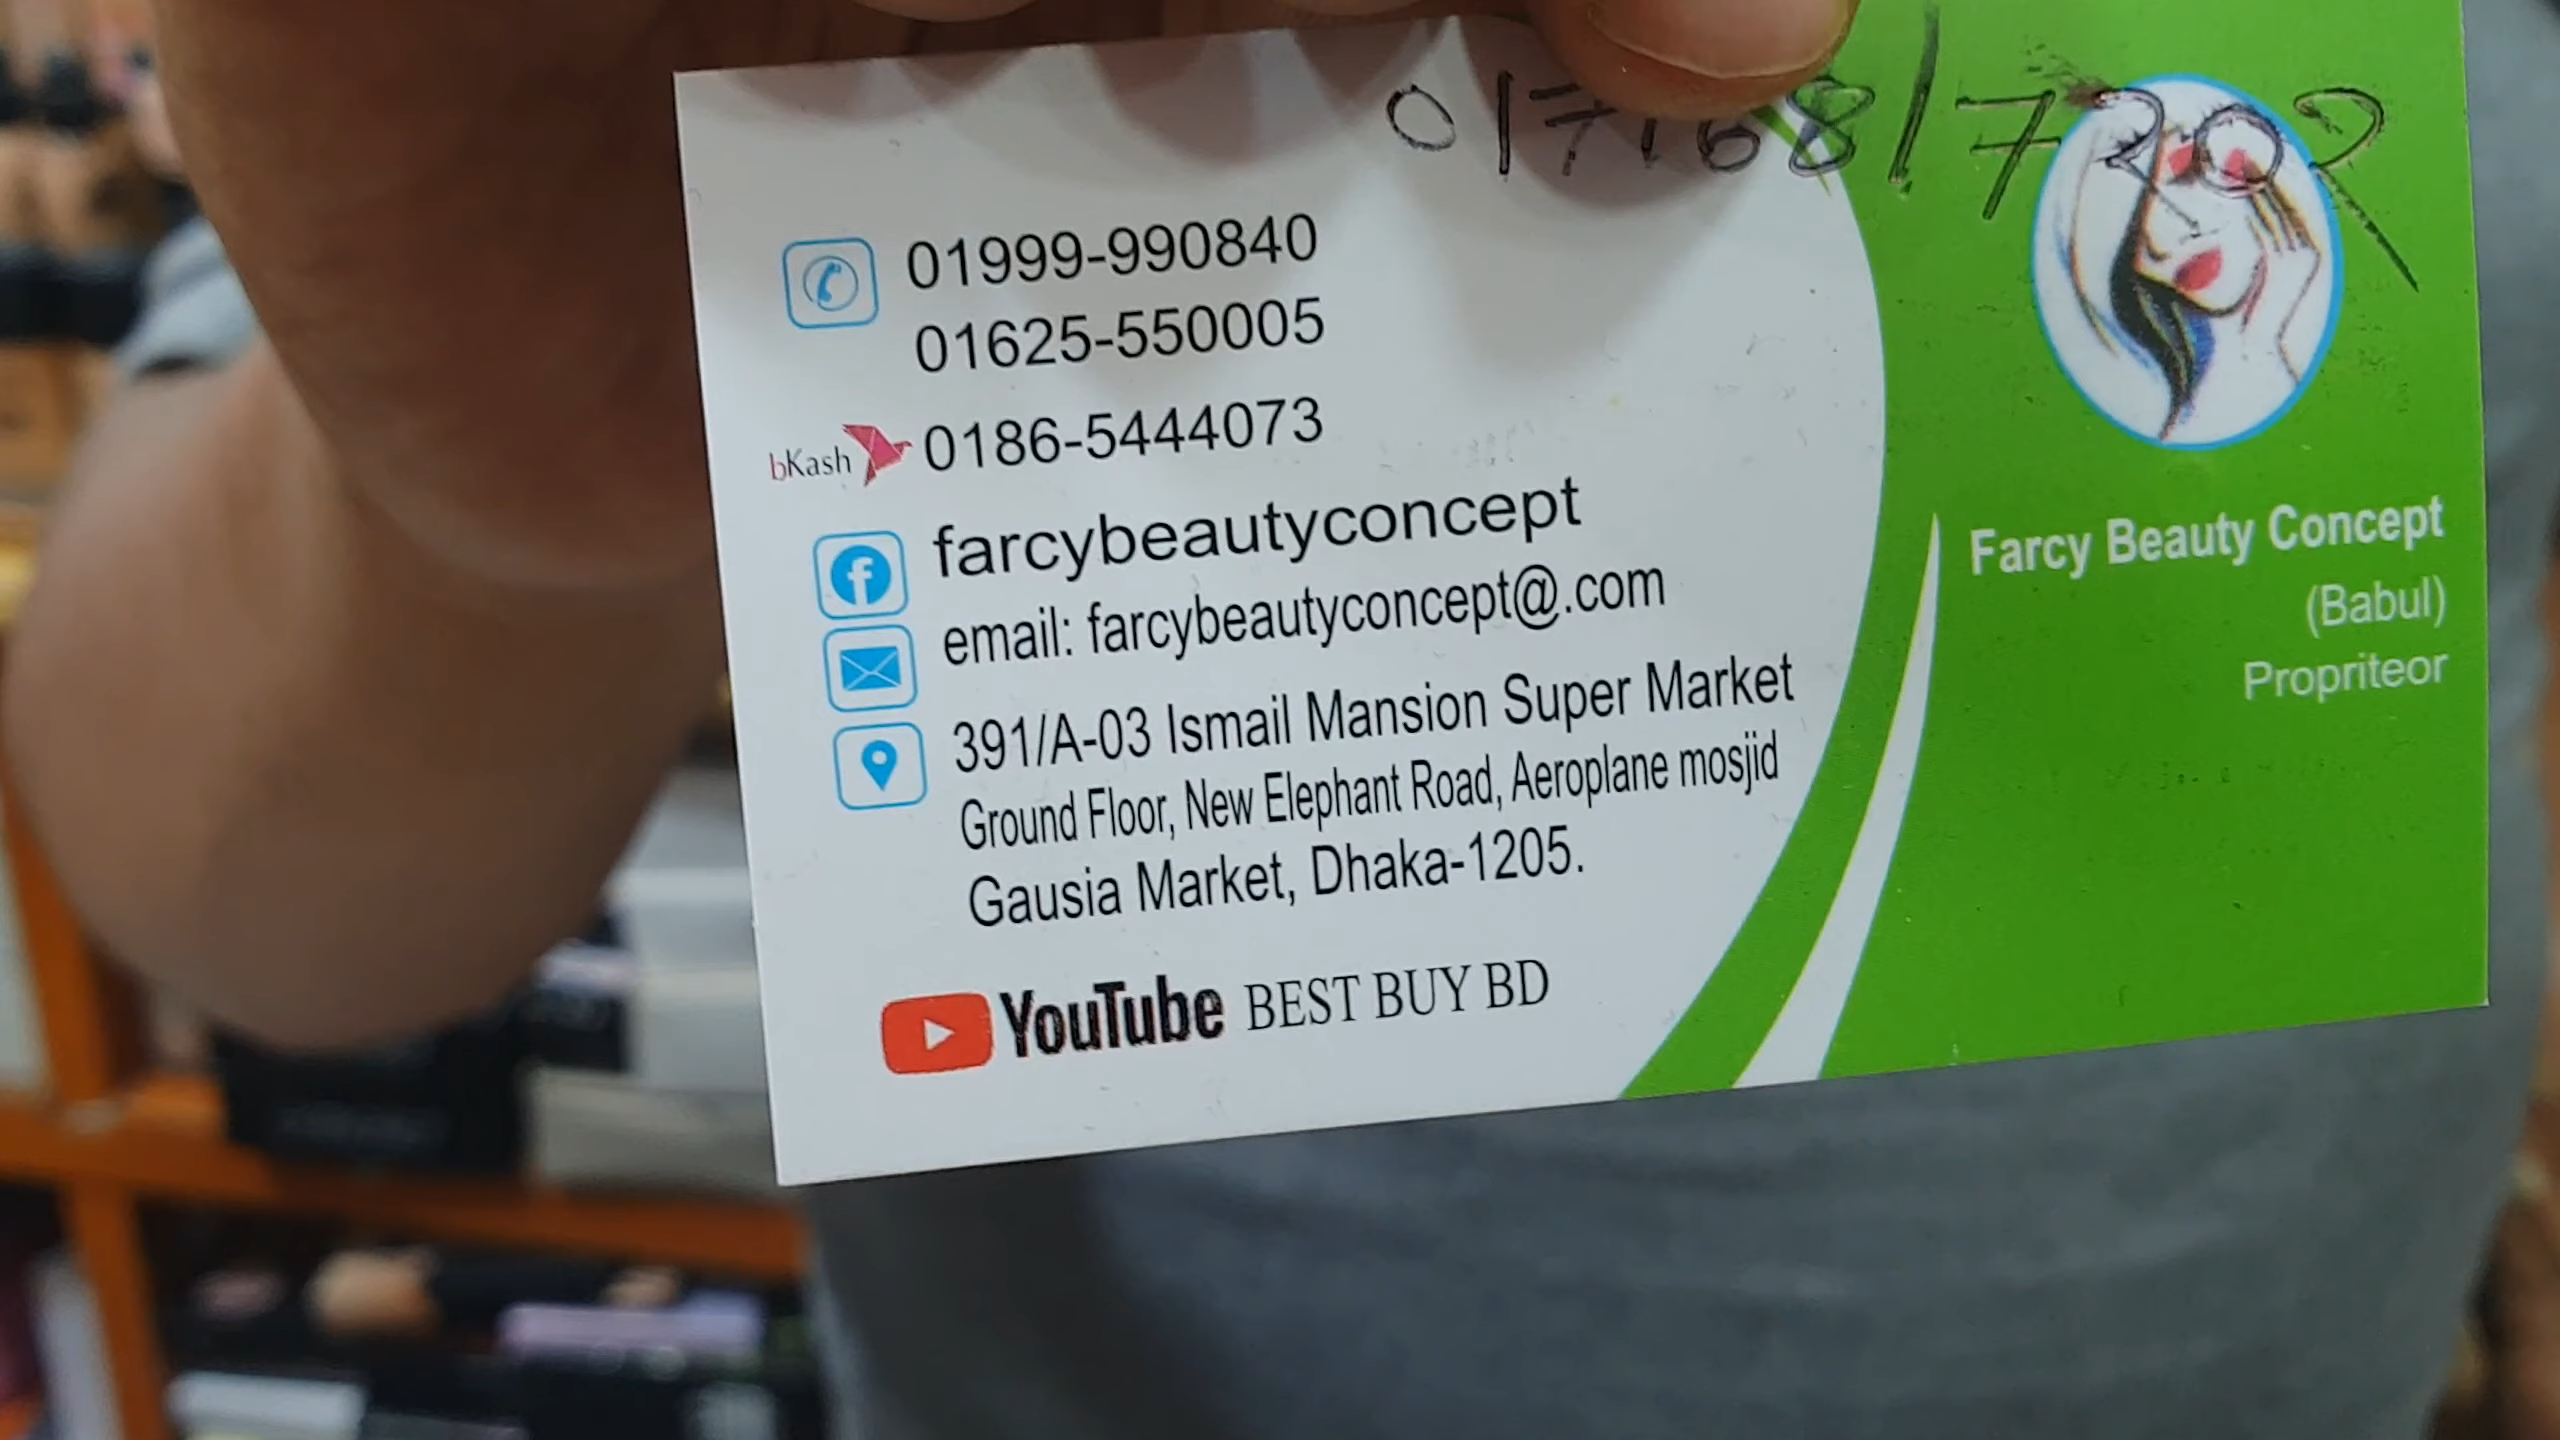 01716817202
01999-990840
01625-550005
bKash 0186-5444073
farcybeautyconcept
email: farcybeautyconcept@.com
391/A-03 Ismail Mansion Super Market
Ground Floor, New Elephant Road, Aeroplane mosjid
Gausia Market, Dhaka-1205.
YouTube BEST BUY BD
Farcy Beauty Concept
(Babul)
Propriteor